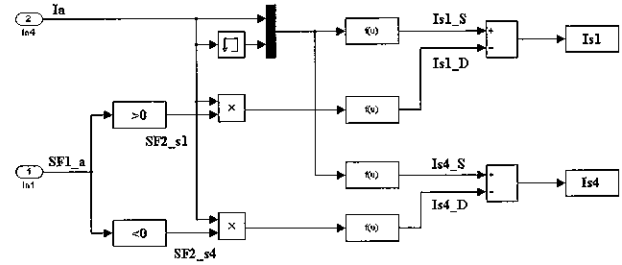 Ia
2
In4
f(u)
Is1_S
+
−
Is1
Is1_D
>0
×
f(u)
SF2_s1
SF1_a
1
In1
f(u)
Is4_S
+
−
Is4
Is4_D
<0
×
f(u)
SF2_s4